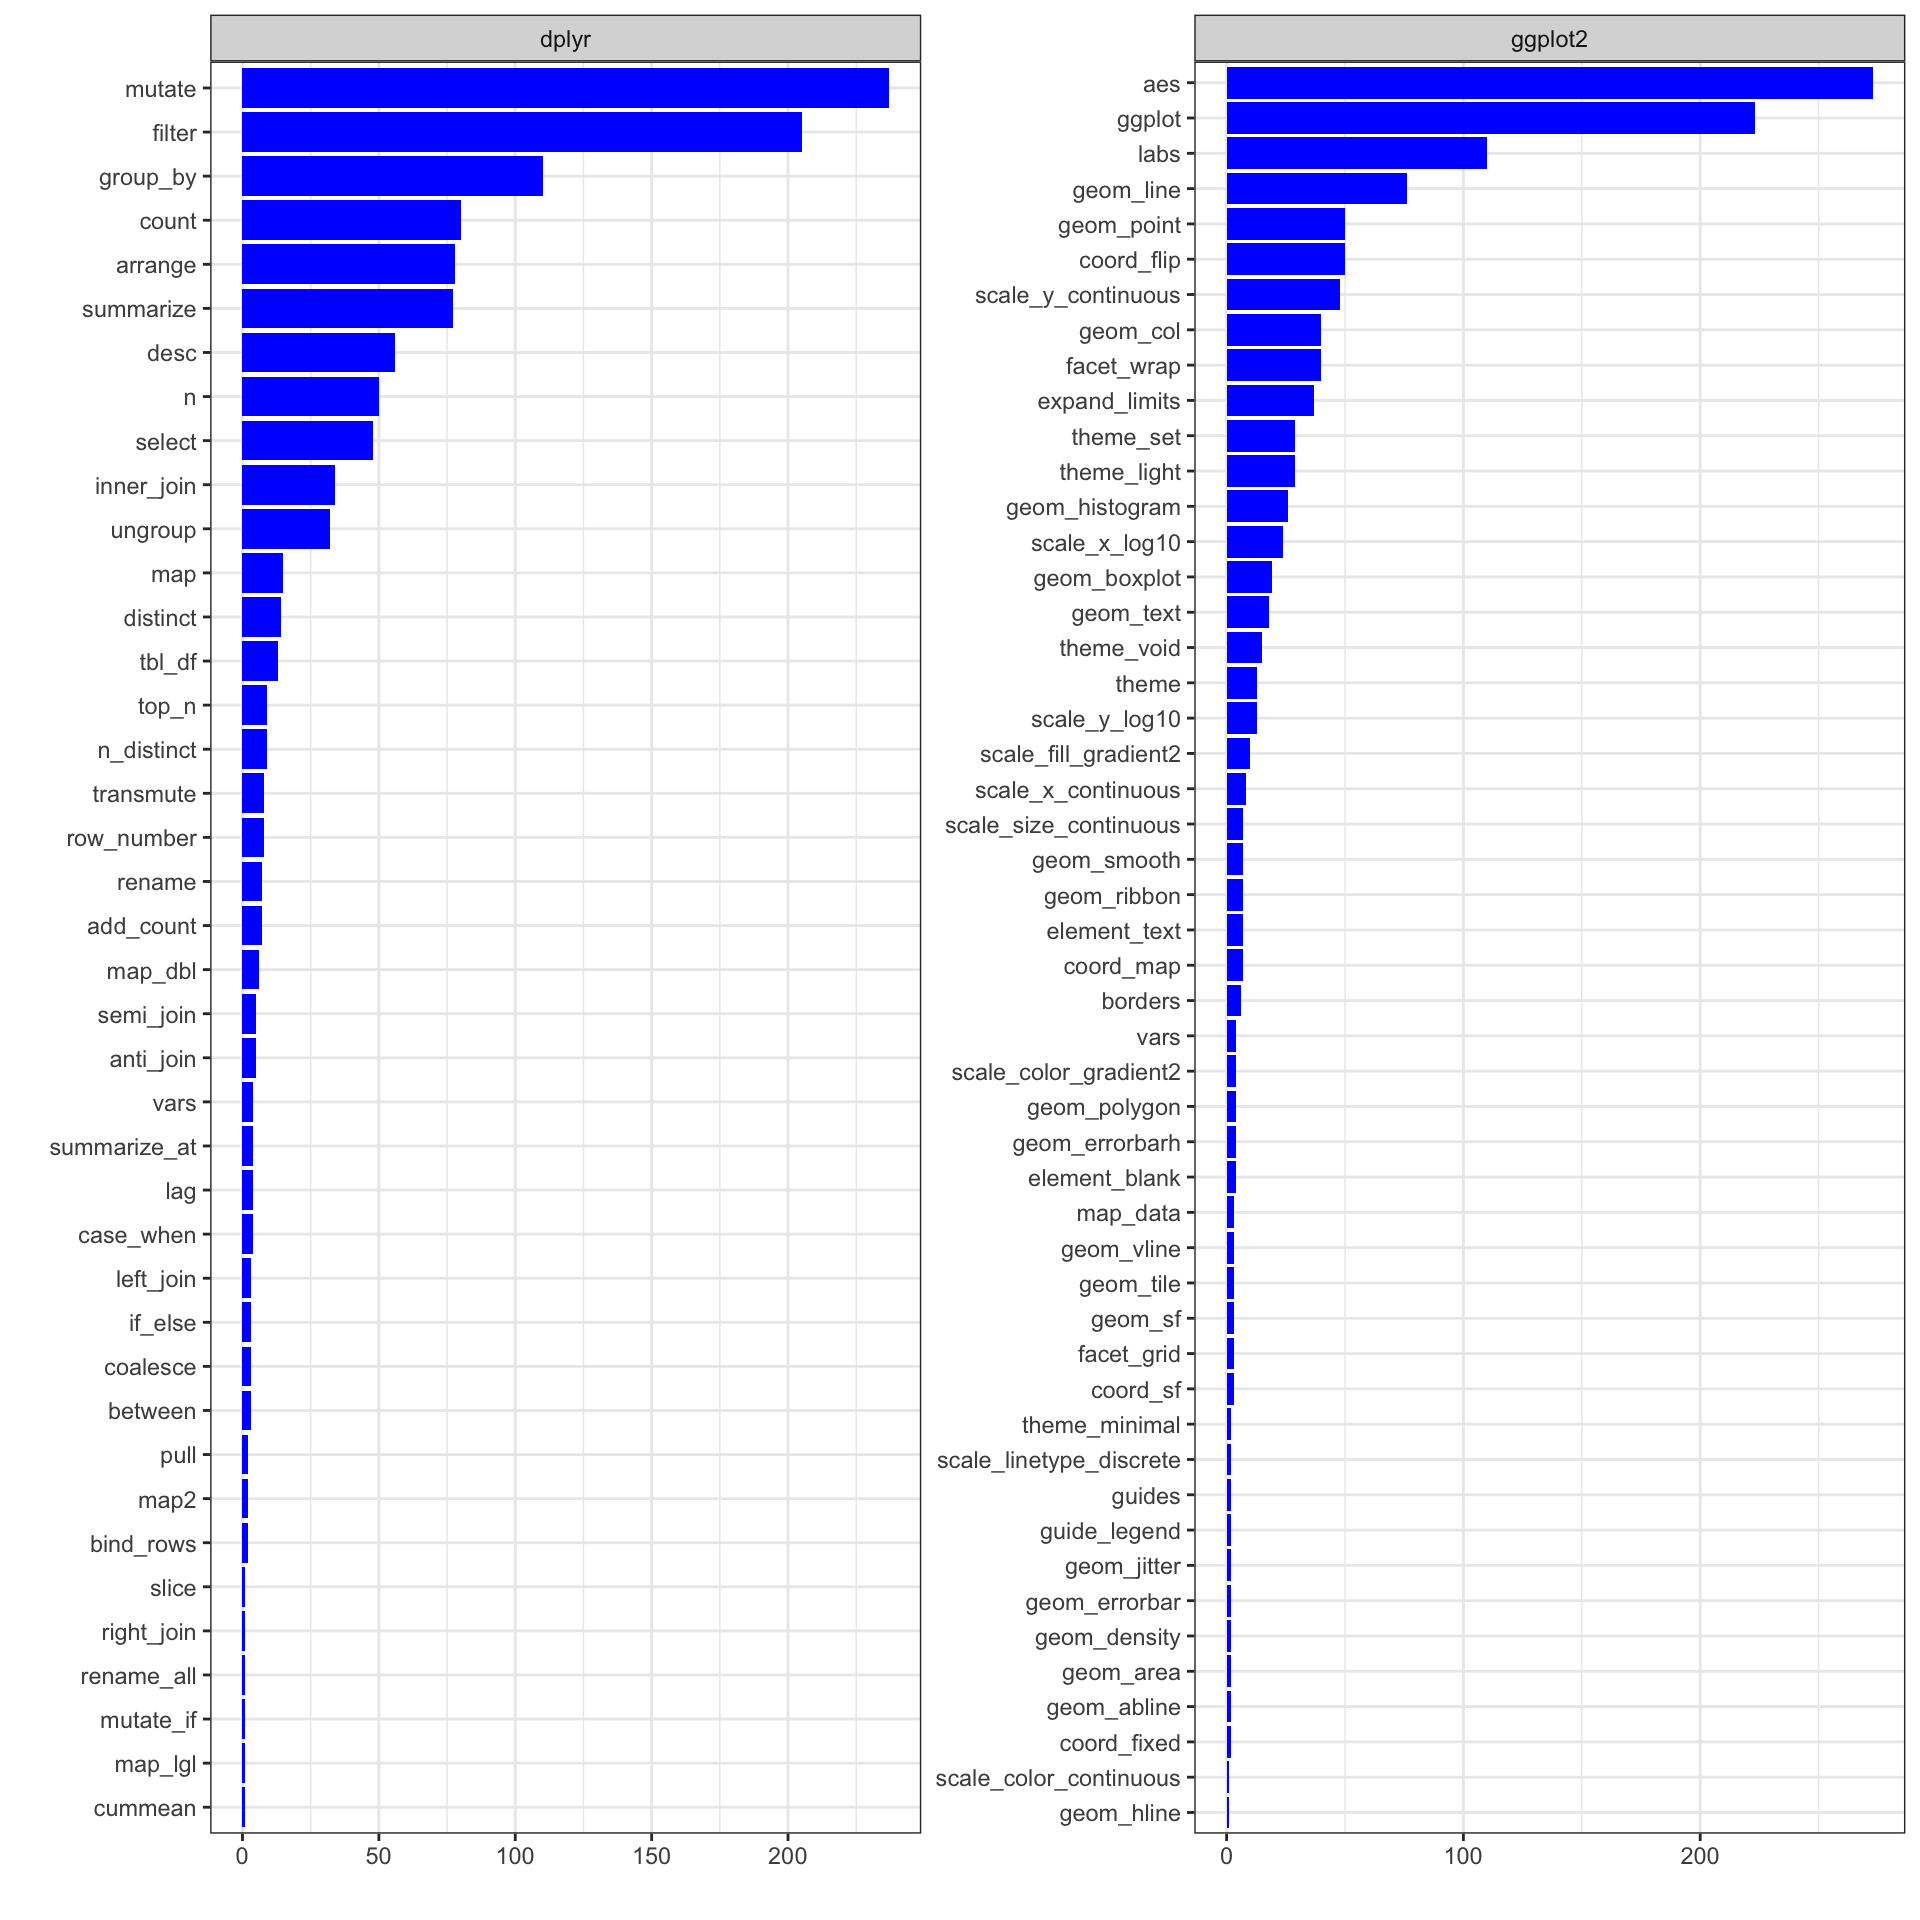 dplyr
mutate
filter
group_by
count
arrange
summarize
desc
n
select
inner_join
ungroup
map
distinct
tbl_df
top_n
n_distinct
transmute
row_number
rename
add_count
map_dbl
semi_join
anti_join
vars
summarize_at
lag
case_when
left_join
if_else
coalesce
between
pull
map2
bind_rows
slice
right_join
rename_all
mutate_if
map_lgl
cummean
0 50 100 150 200
ggplot2
aes
ggplot
labs
geom_line
geom_point
coord_flip
scale_y_continuous
geom_col
facet_wrap
expand_limits
theme_set
theme_light
geom_histogram
scale_x_log10
geom_boxplot
geom_text
theme_void
theme
scale_y_log10
scale_fill_gradient2
scale_x_continuous
scale_size_continuous
geom_smooth
geom_ribbon
element_text
coord_map
borders
vars
scale_color_gradient2
geom_polygon
geom_errorbarh
element_blank
map_data
geom_vline
geom_tile
geom_sf
facet_grid
coord_sf
theme_minimal
scale_linetype_discrete
guides
guide_legend
geom_jitter
geom_errorbar
geom_density
geom_area
geom_abline
coord_fixed
scale_color_continuous
geom_hline
0 100 200